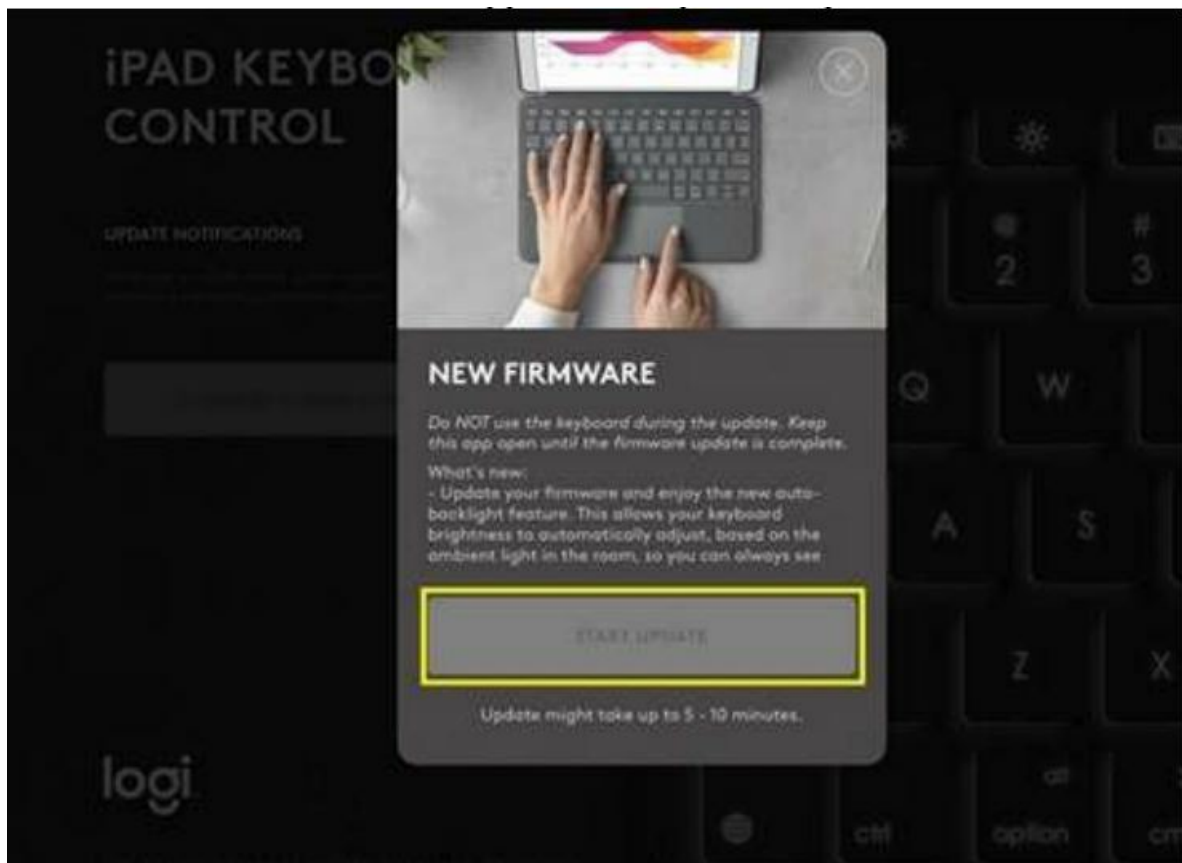 iPAD KEYBO
CONTROL
UPDATE NOTIFICATIONS
NEW FIRMWARE
Do NOT use the keyboard during the update. Keep
this app open until the firmware update is complete.
What's new:
- Update your firmware and enjoy the new auto-
backlight feature. This allows your keyboard
brightness to automatically adjust, based on the
ambient light in the room, so you can always see
START UPDATE
Update might take up to 5 - 10 minutes.
logi
@ #
2 3
Q W
A S
Z X
alt
ctrl option cm